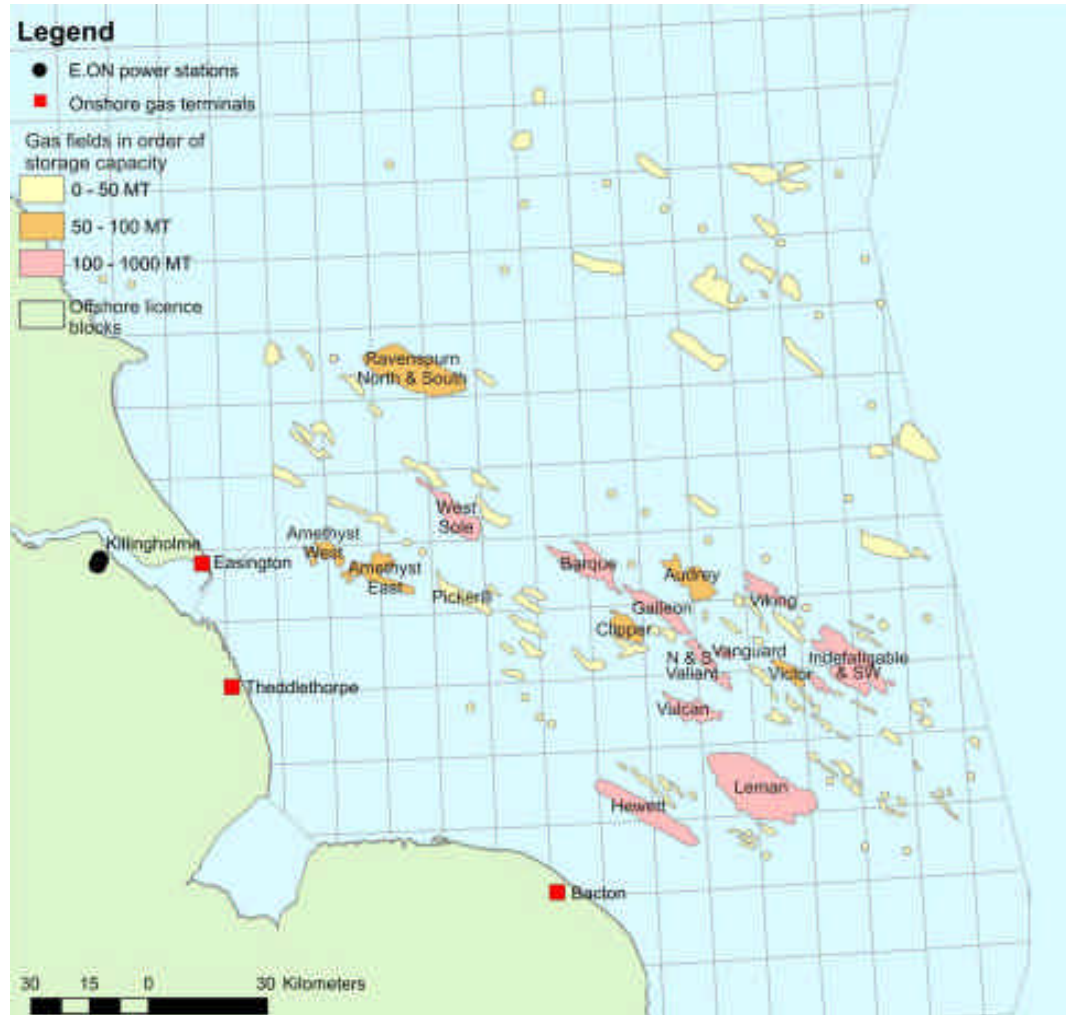 Legend
E.ON power stations
Onshore gas terminals
Gas fields in order of
storage capacity
0 - 50 MT
50 - 100 MT
100 - 1000 MT
Offshore licence
blocks
Ravenspurn
North & South
West
Sole
Amethyst
West
Killingholme
Easington
Amethyst
East
Barque
Audrey
Pickerill
Viking
Galleon
Clipper
Vanguard
N & S
Valiant
Indefatigable
& SW
Victor
Theddlethorpe
Vulcan
Leman
Hewett
Bacton
30 15 0 30 Kilometers